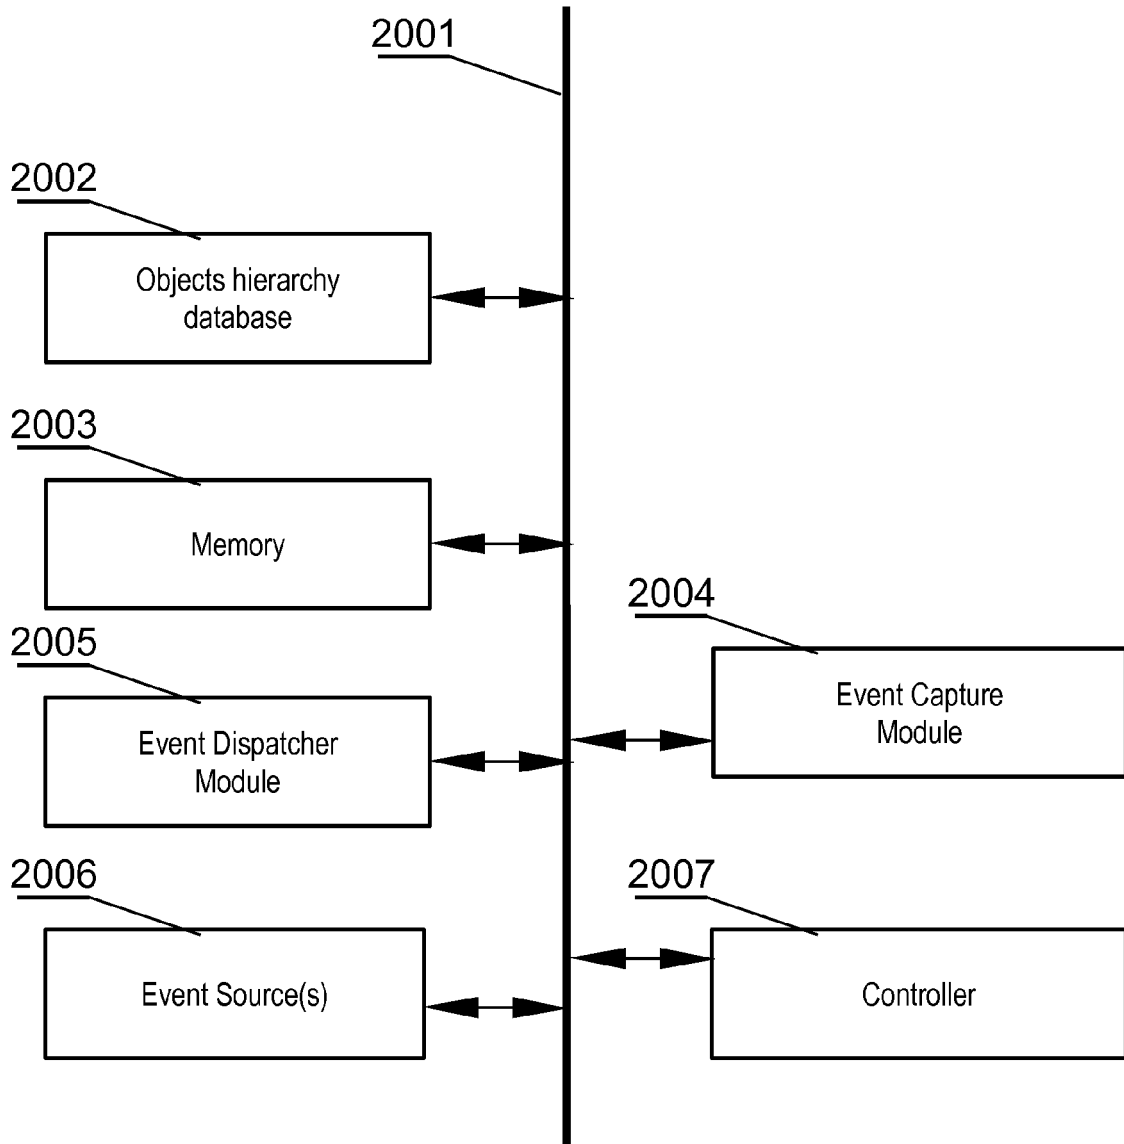 2001
2002
Objects hierarchy
database
2003
Memory
2004
Event Capture
Module
2005
Event Dispatcher
Module
2006
Event Source(s)
2007
Controller